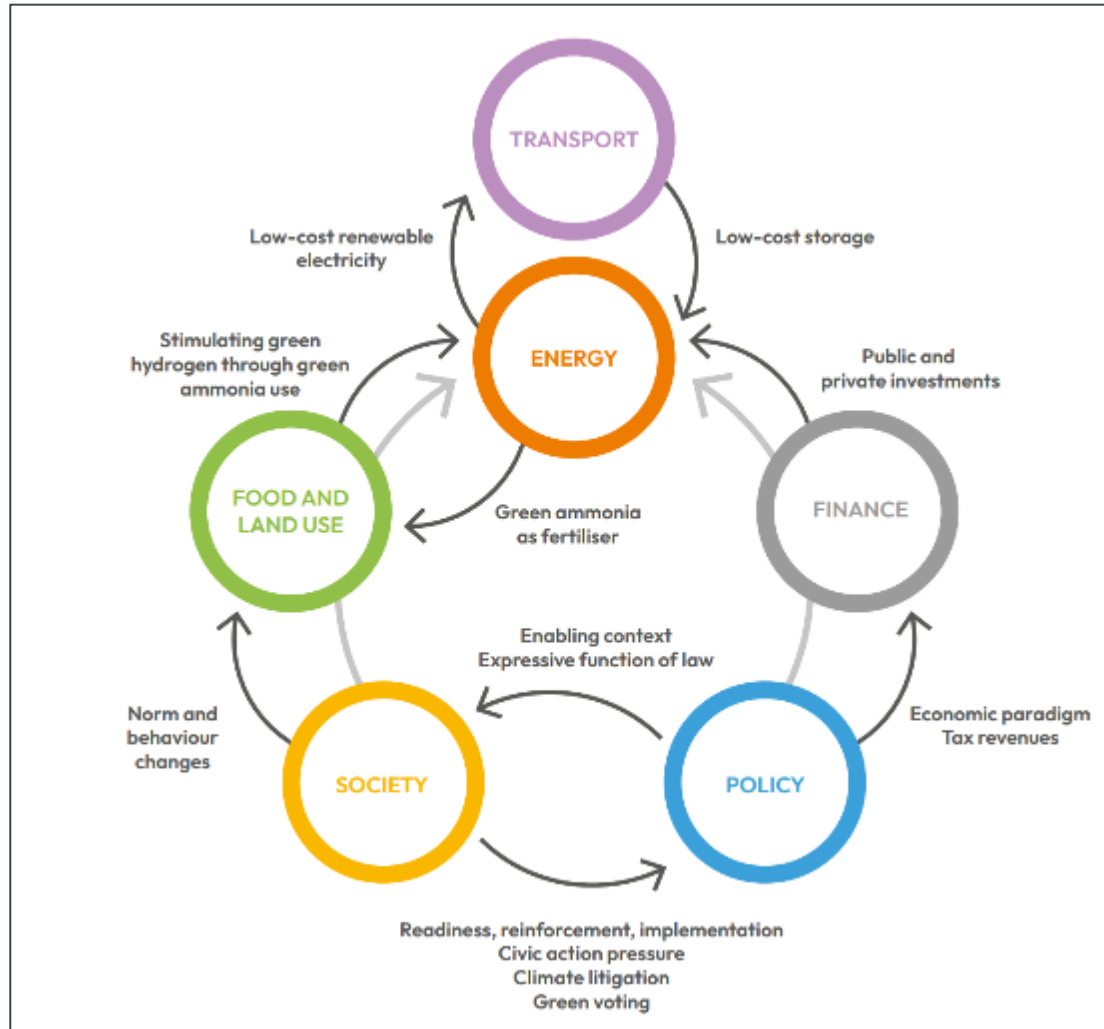 TRANSPORT
Low-cost renewable
electricity
Low-cost storage
Stimulating green
hydrogen through green
ammonia use
ENERGY
Public and
private investments
FOOD AND
LAND USE
Green ammonia
as fertiliser
FINANCE
Enabling context
Expressive function of law
Norm and
behaviour
changes
SOCIETY
POLICY
Economic paradigm
Tax revenues
Readiness, reinforcement, implementation
Civic action pressure
Climate litigation
Green voting